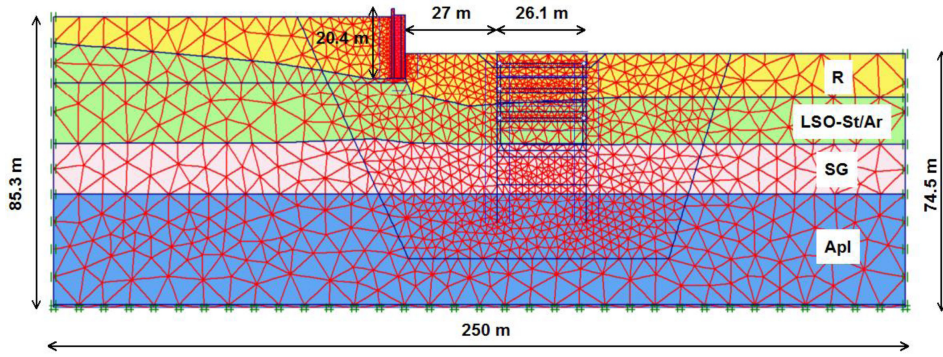 27 m
26.1 m
20.4 m
R
LSO-St/Ar
SG
Apl
85.3 m
74.5 m
250 m